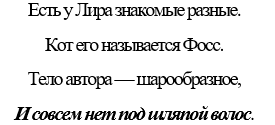 Есть у Лира знакомые разные.
Кот его называется Фосс.
Тело автора — шарообразное,
И совсем нет под шляпой волос.